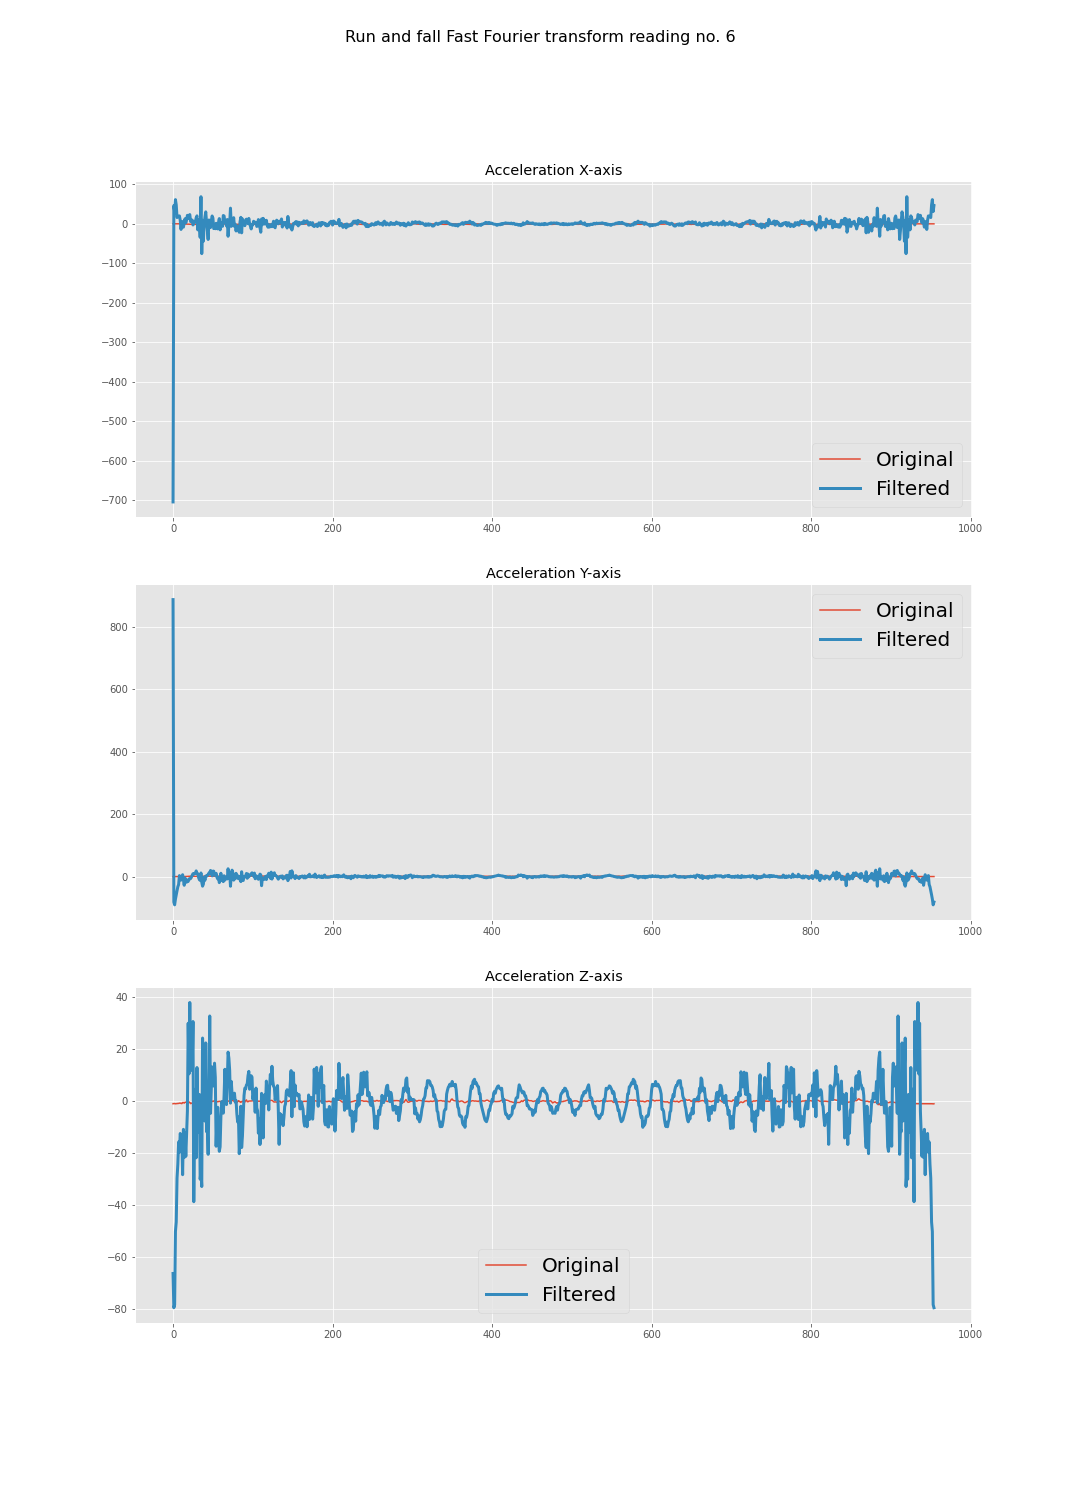 Run and fall Fast Fourier transform reading no. 6
Acceleration X-axis
100
0
−100
−200
−300
−400
−500
−600
−700
Original
Filtered
0 200 400 600 800 1000
Acceleration Y-axis
800
600
400
200
0
Original
Filtered
0 200 400 600 800 1000
Acceleration Z-axis
40
20
0
−20
−40
−60
−80
Original
Filtered
0 200 400 600 800 1000